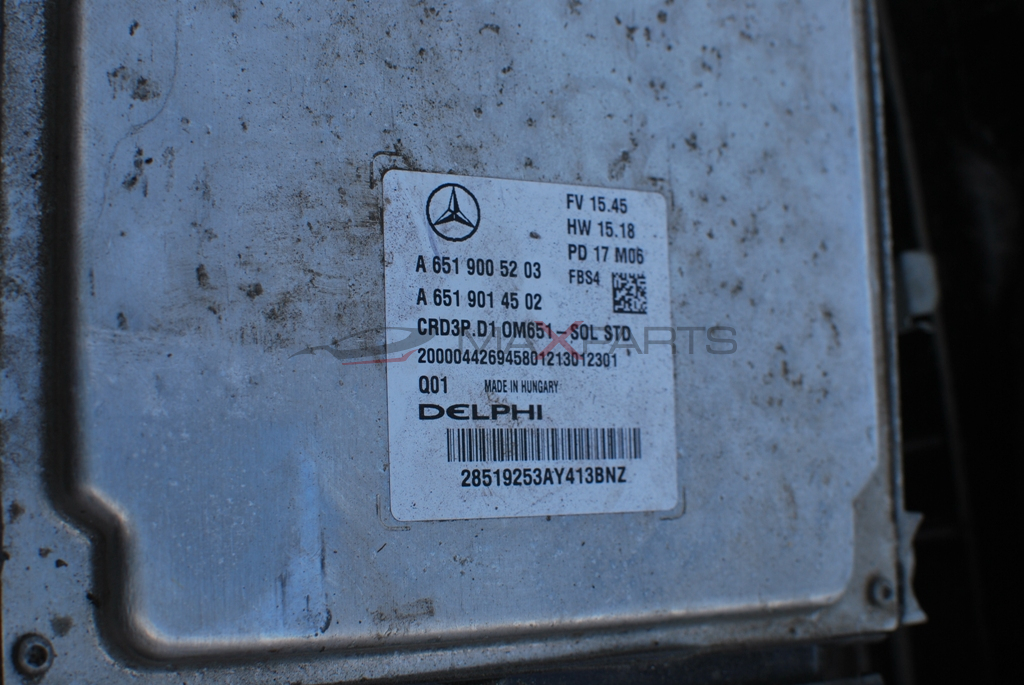 FV 15.45
HW 15.18
PD 17 M06
FBS4
A 651 900 52 03
A 651 901 45 02
CRD3P.D1 OM651-SOL STD
MAXPARTS
200004426945801213012301
Q01 MADE IN HUNGARY
DELPHI
28519253AY413BNZ